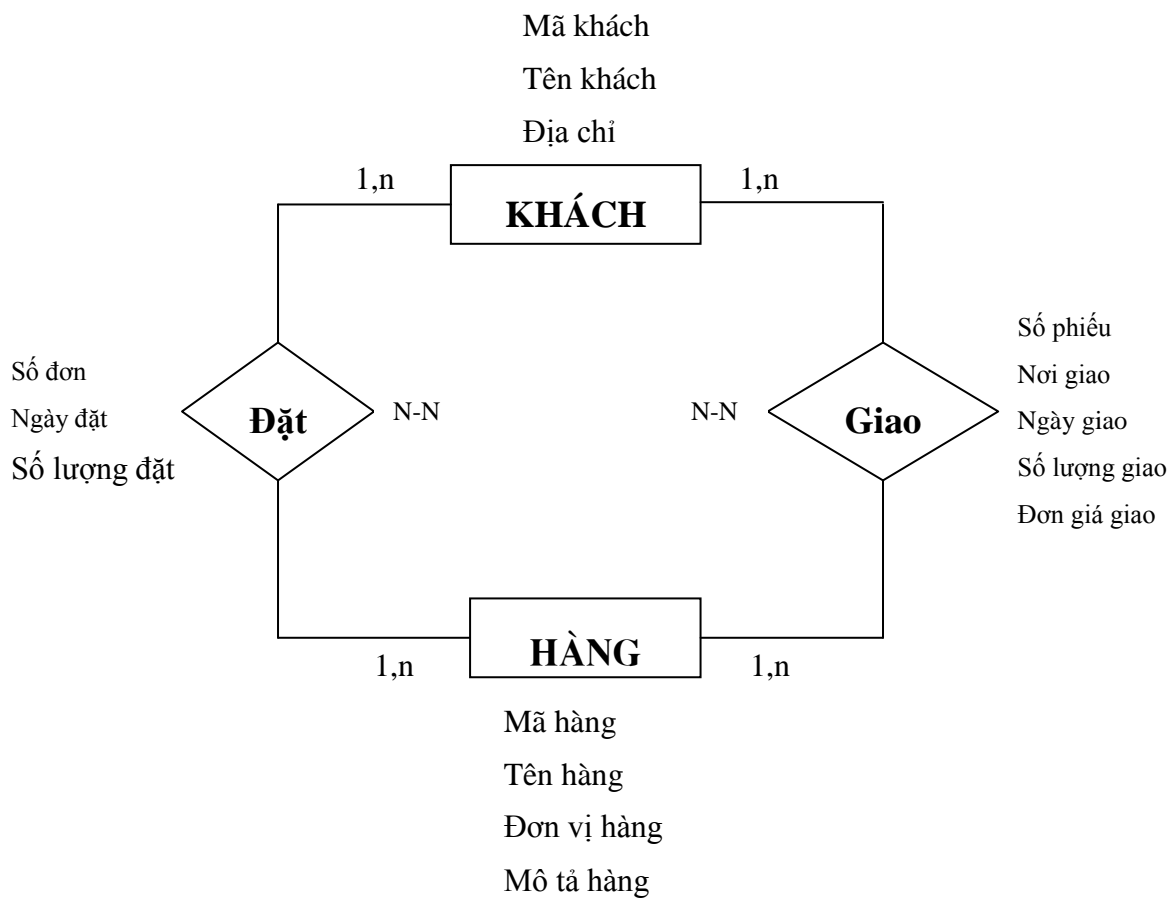 Mã khách
Tên khách
Địa chỉ
1,n
1,n
KHÁCH
Số đơn
Ngày đặt
Số lượng đặt
Đặt
N-N
N-N
Giao
Số phiếu
Nơi giao
Ngày giao
Số lượng giao
Đơn giá giao
HÀNG
1,n
1,n
Mã hàng
Tên hàng
Đơn vị hàng
Mô tả hàng